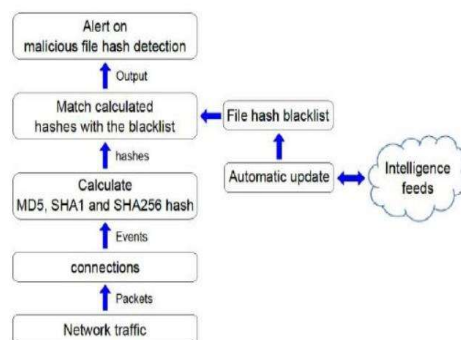 Alert on
malicious file hash detection
Output
Match calculated
hashes with the blacklist
File hash blacklist
hashes
Automatic update
Intelligence
feeds
Calculate
MD5, SHA1 and SHA256 hash
Events
connections
Packets
Network traffic